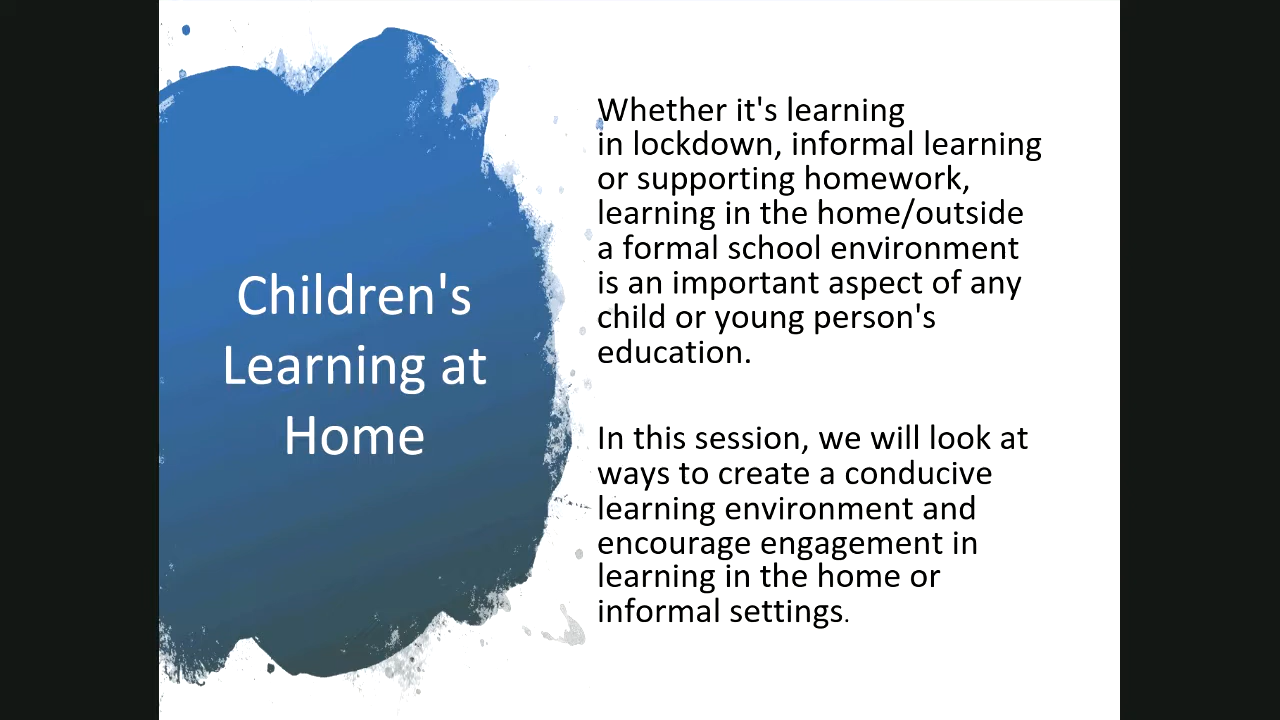 Children's
Learning at
Home
Whether it's learning
in lockdown, informal learning
or supporting homework,
learning in the home/outside
a formal school environment
is an important aspect of any
child or young person's
education.
In this session, we will look at
ways to create a conducive
learning environment and
encourage engagement in
learning in the home or
informal settings.